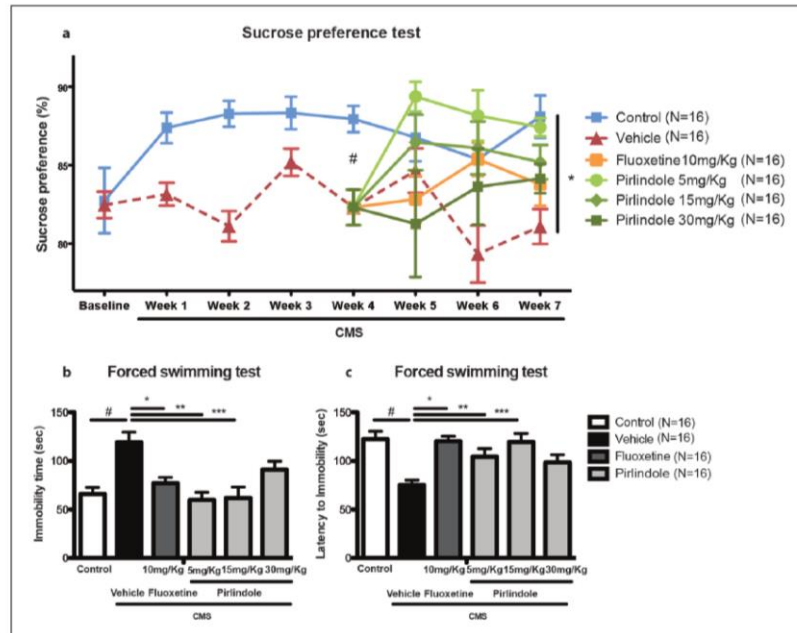 a Sucrose preference test
Sucrose preference (%)
90
85
80
#
*
Control (N=16)
Vehicle (N=16)
Fluoxetine 10mg/Kg (N=16)
Pirlindole 5mg/Kg (N=16)
Pirlindole 15mg/Kg (N=16)
Pirlindole 30mg/Kg (N=16)
Baseline Week 1 Week 2 Week 3 Week 4 Week 5 Week 6 Week 7
CMS
b Forced swimming test
Immobility time (sec)
150
100
50
0
# * ** ***
Control 10mg/Kg 5mg/Kg 15mg/Kg 30mg/Kg
Vehicle Fluoxetine Pirlindole
CMS
c Forced swimming test
Latency to Immobility (sec)
150
100
50
0
# * ** ***
Control 10mg/Kg 5mg/Kg 15mg/Kg 30mg/Kg
Vehicle Fluoxetine Pirlindole
CMS
Control (N=16)
Vehicle (N=16)
Fluoxetine (N=16)
Pirlindole (N=16)